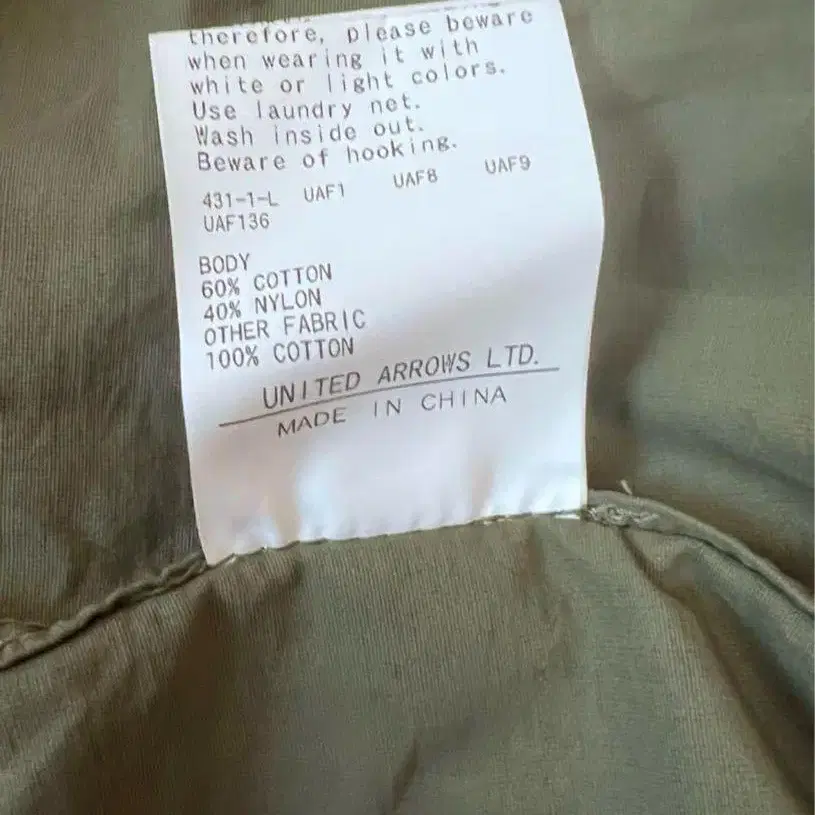 therefore, please beware
when wearing it with
white or light colors.
Use laundry net.
Wash inside out.
Beware of hooking.
431-1-L UAF1 UAF8 UAF9
UAF136
BODY
60% COTTON
40% NYLON
OTHER FABRIC
100% COTTON
UNITED ARROWS LTD.
MADE IN CHINA